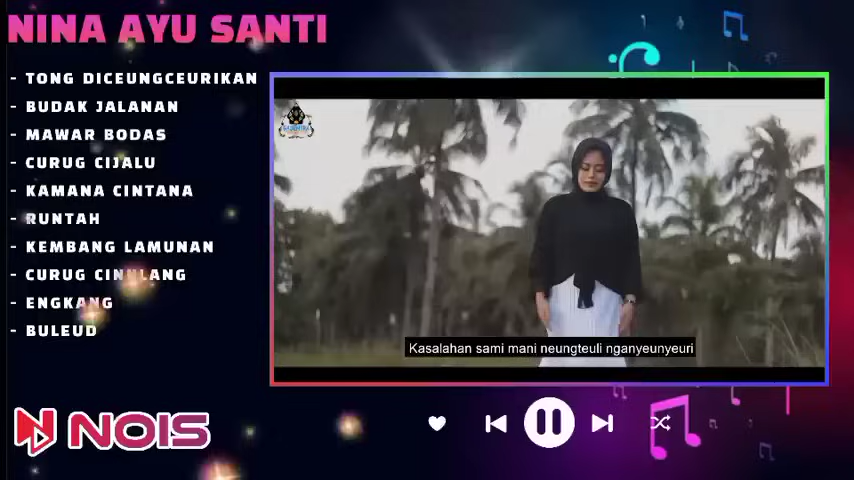 NINA AYU SANTI
- TONG DICEUNGCEURIKAN
- BUDAK JALANAN
- MAWAR BODAS
- CURUG CIJALU
- KAMANA CINTANA
- RUNTAH
- KEMBANG LAMUNAN
- CURUG CINULANG
- ENGKANG
- BULEUD
Kasalahan sami mani neungteuli nganyeunyeuri
NOIS